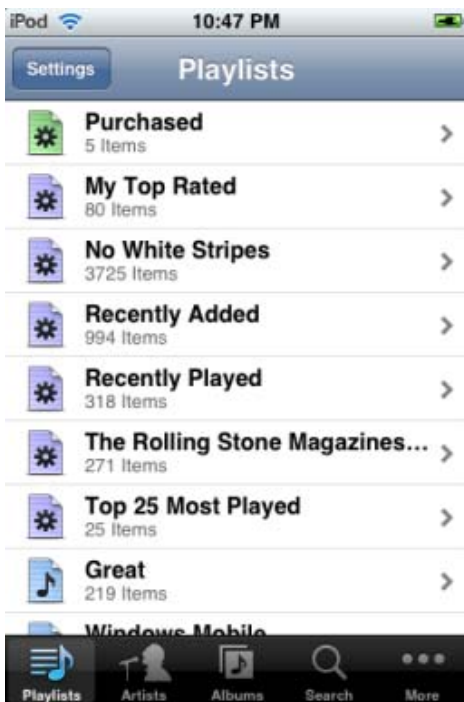 iPod 10:47 PM
Settings Playlists
Purchased
5 Items
My Top Rated
80 Items
No White Stripes
3725 Items
Recently Added
994 Items
Recently Played
318 Items
The Rolling Stone Magazines...
271 Items
Top 25 Most Played
25 Items
Great
219 Items
Windows Mobile
Playlists Artists Albums Search More